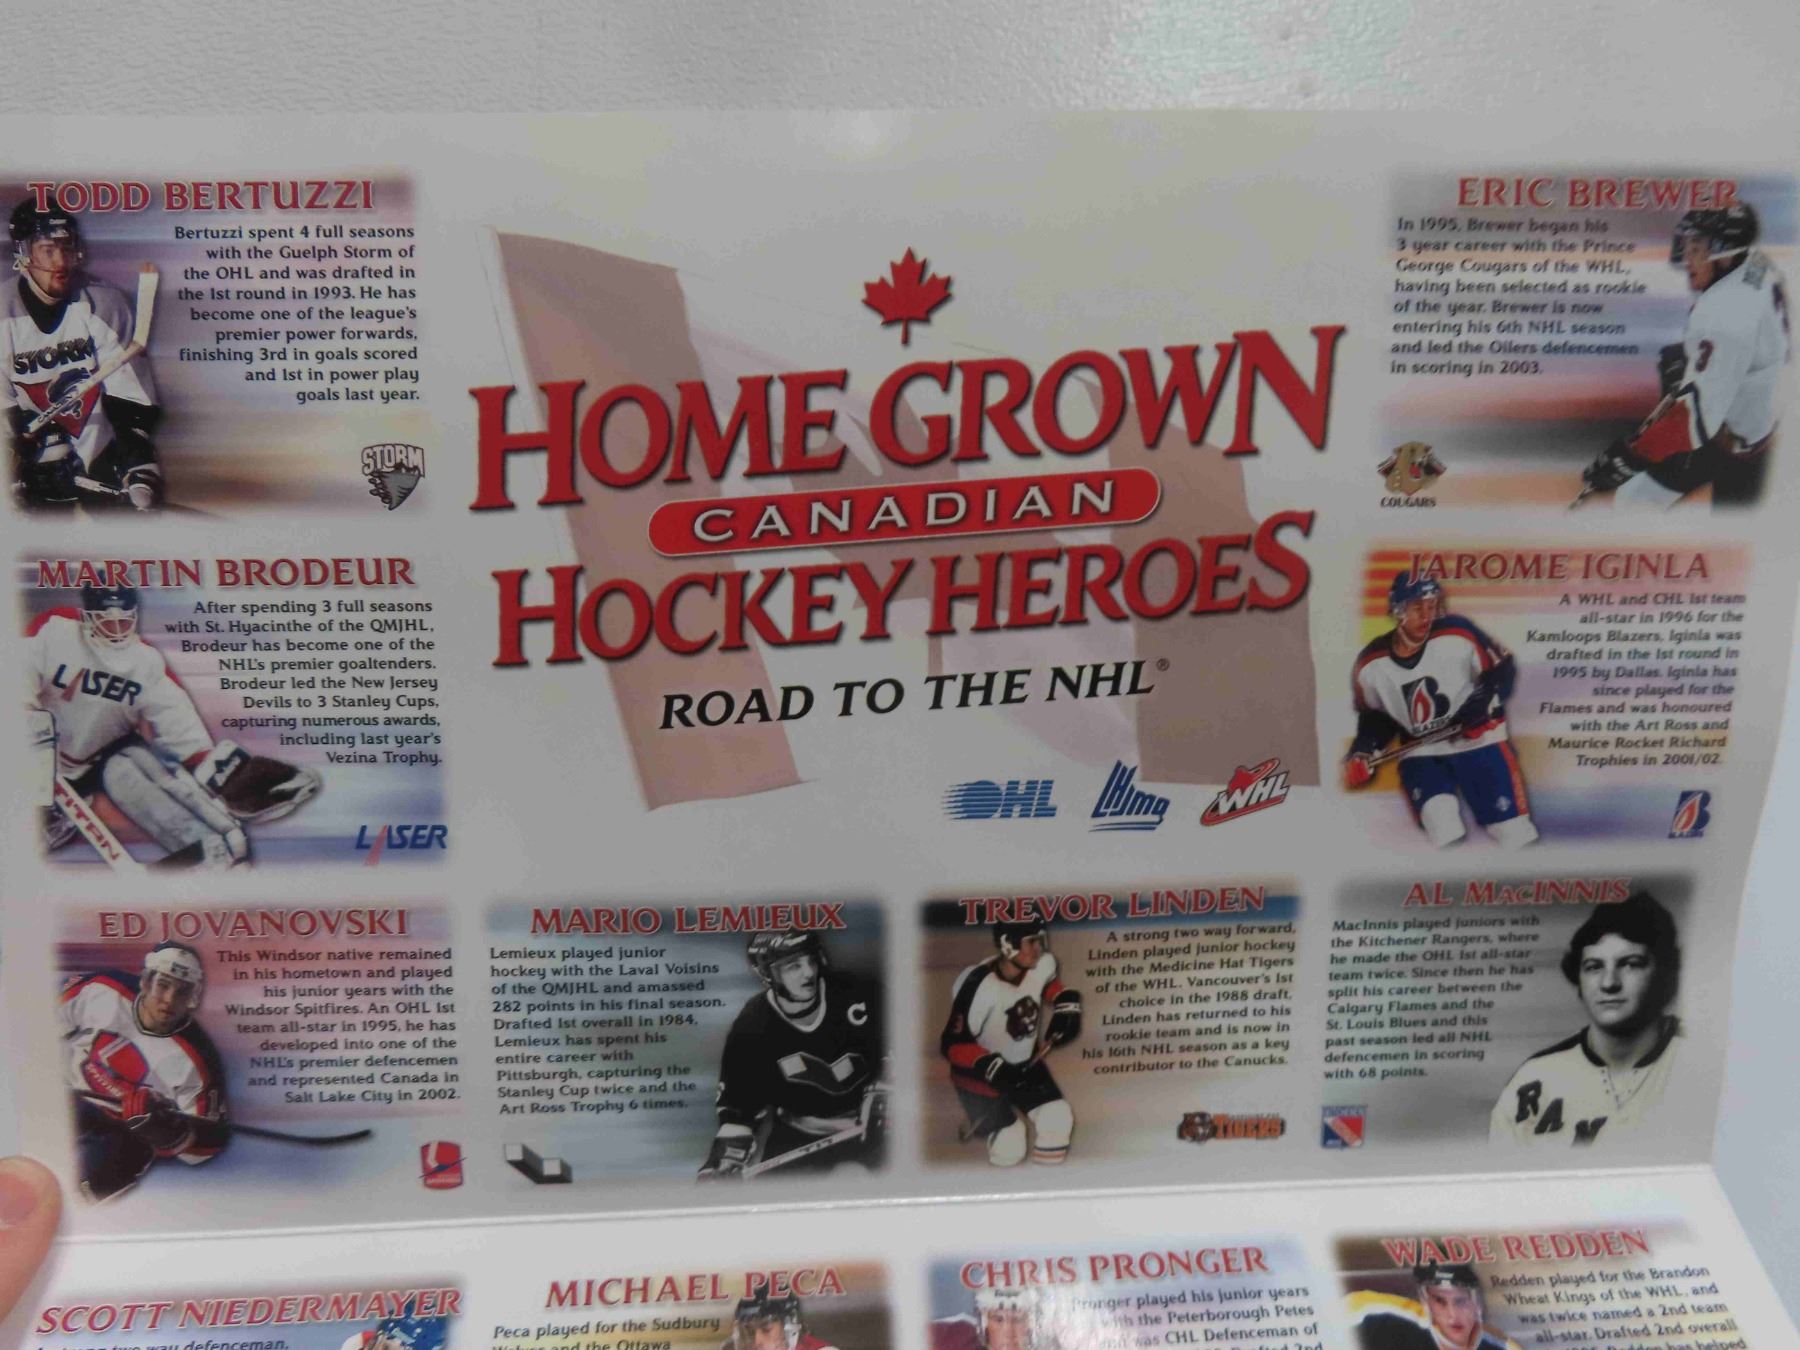 TODD BERTUZZI
Bertuzzi spent 4 full seasons
with the Guelph Storm of
the OHL and was drafted in
the 1st round in 1993. He has
become one of the league's
premier power forwards,
finishing 3rd in goals scored
and 1st in power play
goals last year.
STORM
STORM
HOME GROWN
CANADIAN
HOCKEY HEROES
ROAD TO THE NHL®
OHL
LHJMQ
WHL
ERIC BREWER
In 1995, Brewer began his
3 year career with the Prince
George Cougars of the WHL,
having been selected as rookie
of the year. Brewer is now
entering his 6th NHL season
and led the Oilers defencemen
in scoring in 2003.
3
COUGARS
MARTIN BRODEUR
After spending 3 full seasons
with St. Hyacinthe of the QMJHL,
Brodeur has become one of the
NHL's premier goaltenders.
Brodeur led the New Jersey
Devils to 3 Stanley Cups,
capturing numerous awards,
including last year's
Vezina Trophy.
LASER
TITAN
LASER
JAROME IGINLA
A WHL and CHL 1st team
all-star in 1996 for the
Kamloops Blazers, Iginla was
drafted in the 1st round in
1995 by Dallas. Iginla has
since played for the
Flames and was honoured
with the Art Ross and
Maurice Rocket Richard
Trophies in 2001/02.
BLAZERS
BLAZERS
ED JOVANOVSKI
This Windsor native remained
in his hometown and played
his junior years with the
Windsor Spitfires. An OHL 1st
team all-star in 1995, he has
developed into one of the
NHL's premier defencemen
and represented Canada in
Salt Lake City in 2002.
MARIO LEMIEUX
Lemieux played junior
hockey with the Laval Voisins
of the QMJHL and amassed
282 points in his final season.
Drafted 1st overall in 1984,
Lemieux has spent his
entire career with
Pittsburgh, capturing the
Stanley Cup twice and the
Art Ross Trophy 6 times.
C
TREVOR LINDEN
A strong two way forward,
Linden played junior hockey
with the Medicine Hat Tigers
of the WHL. Vancouver's 1st
choice in the 1988 draft,
Linden has returned to his
rookie team and is now in
his 16th NHL season as a key
contributor to the Canucks.
TIGERS
AL MACINNIS
MacInnis played juniors with
the Kitchener Rangers, where
he made the OHL 1st all-star
team twice. Since then he has
split his career between the
Calgary Flames and the
St. Louis Blues and this
past season led all NHL
defencemen in scoring
with 68 points.
RAN
SCOTT NIEDERMAYER
two way defenceman,
MICHAEL PECA
Peca played for the Sudbury
Wolves and the Ottawa
CHRIS PRONGER
Pronger played his junior years
with the Peterborough Petes
and was CHL Defenceman of
WADE REDDEN
Redden played for the Brandon
Wheat Kings of the WHL, and
was twice named a 2nd team
all-star. Drafted 2nd overall